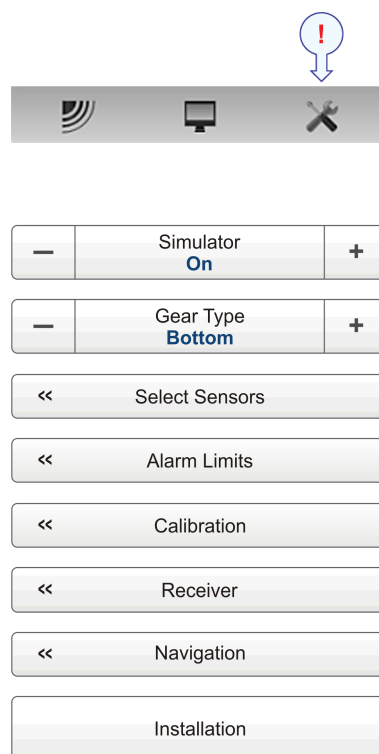 !
— Simulator +
On
— Gear Type +
Bottom
« Select Sensors
« Alarm Limits
« Calibration
« Receiver
« Navigation
Installation